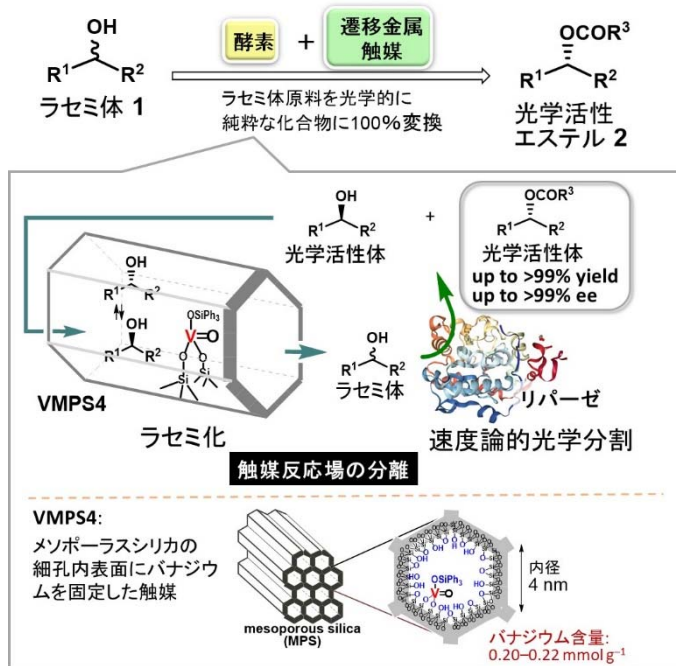 OH
R¹ R²
ラセミ体 1
酵素 + 遷移金属
触媒
ラセミ体原料を光学的に
純粋な化合物に100%変換
OCOR³
R¹ R²
光学活性
エステル 2
OH
R¹ R²
光学活性体
+
OCOR³
R¹ R²
光学活性体
up to >99% yield
up to >99% ee
OH
R¹ R²
OH
R¹ R²
OSiPh₃
V=O
O O
Si Si
VMPS4
ラセミ化
OH
R¹ R²
ラセミ体
リパーゼ
速度論的光学分割
触媒反応場の分離
VMPS4:
メソポーラスシリカの
細孔内表面にバナジウ
ムを固定した触媒
mesoporous silica
(MPS)
OSiPh₃
V=O
内径
4 nm
バナジウム含量:
0.20–0.22 mmol g⁻¹